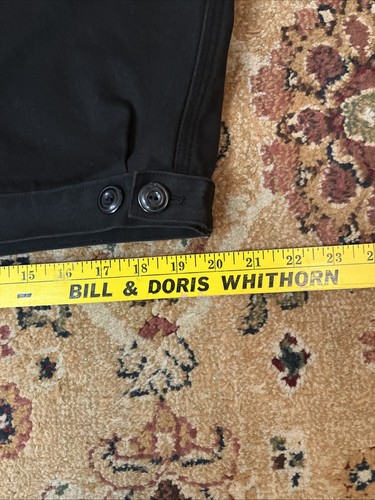 15 16 17 18 19 20 21 22 23
BILL & DORIS WHITHORN